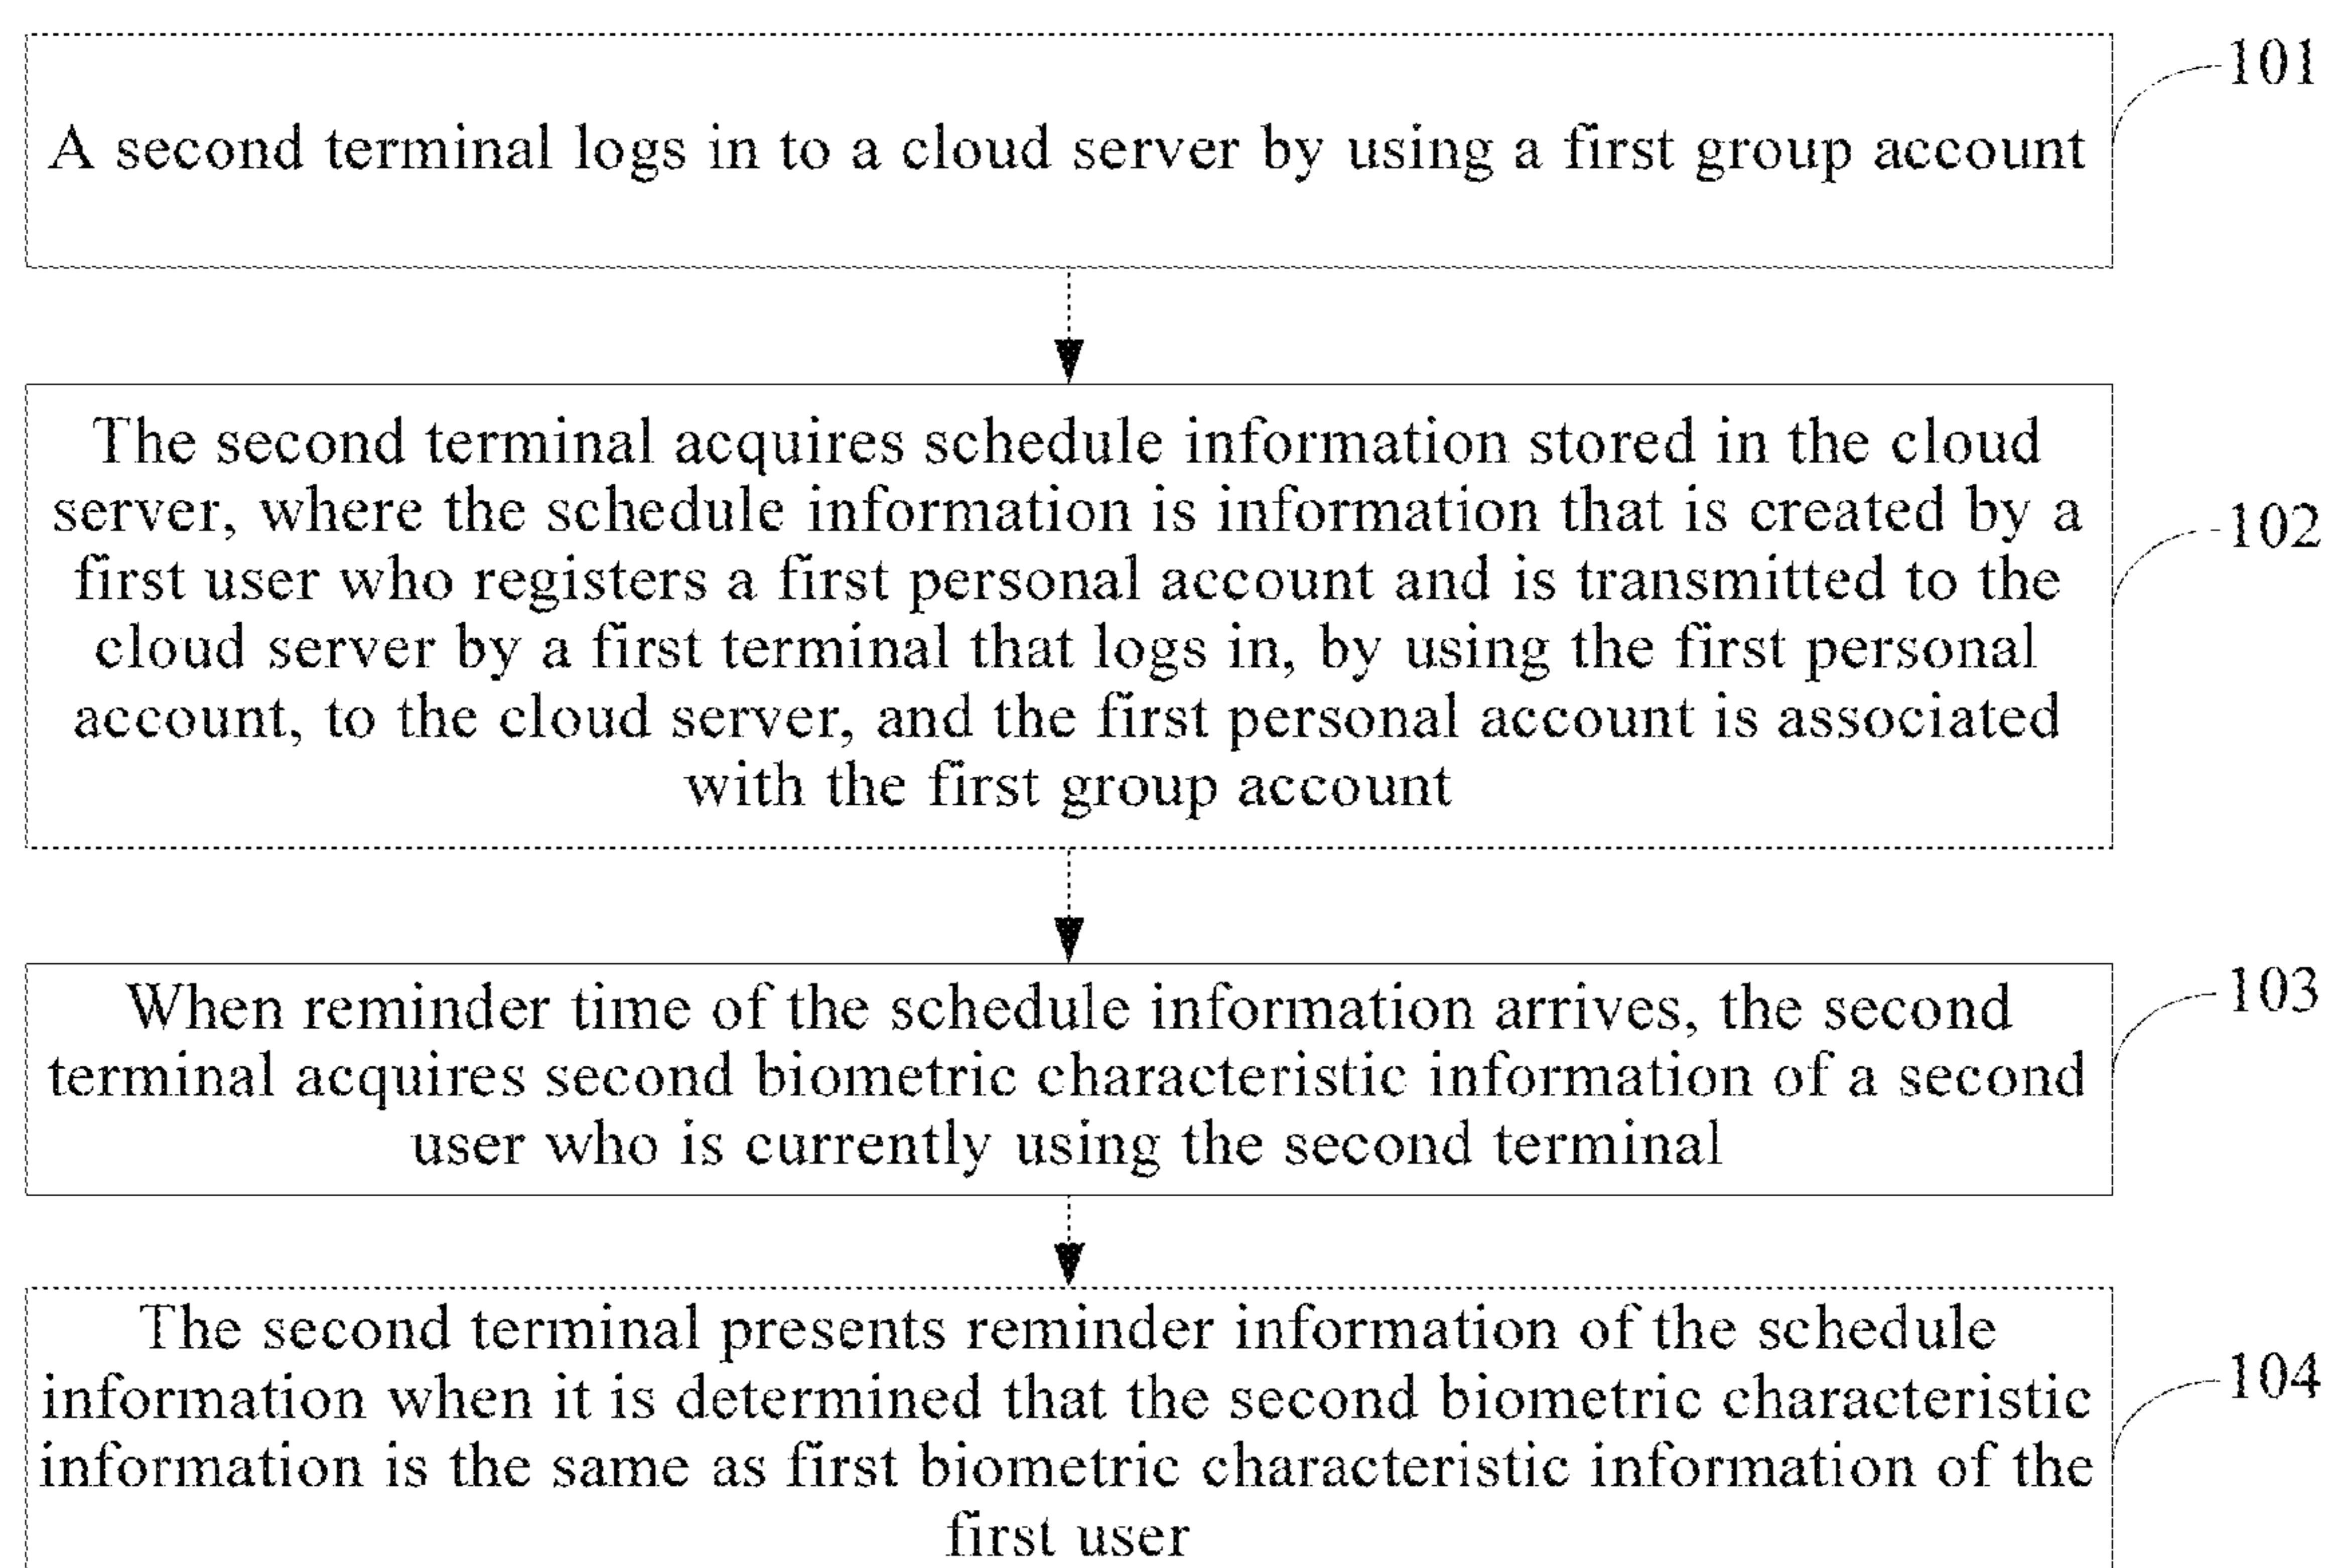 101
A second terminal logs in to a cloud server by using a first group account
The second terminal acquires schedule information stored in the cloud
server, where the schedule information is information that is created by a
102
first user who registers a first personal account and is transmitted to the
cloud server by a first terminal that logs in, by using the first personal
account, to the cloud server, and the first personal account is associated
with the first group account
103
When reminder time of the schedule information arrives, the second
terminal acquires second biometric characteristic information of a second
user who is currently using the second terminal
The second terminal presents reminder information of the schedule
104
information when it is determined that the second biometric characteristic
information is the same as first biometric characteristic information of the
first user